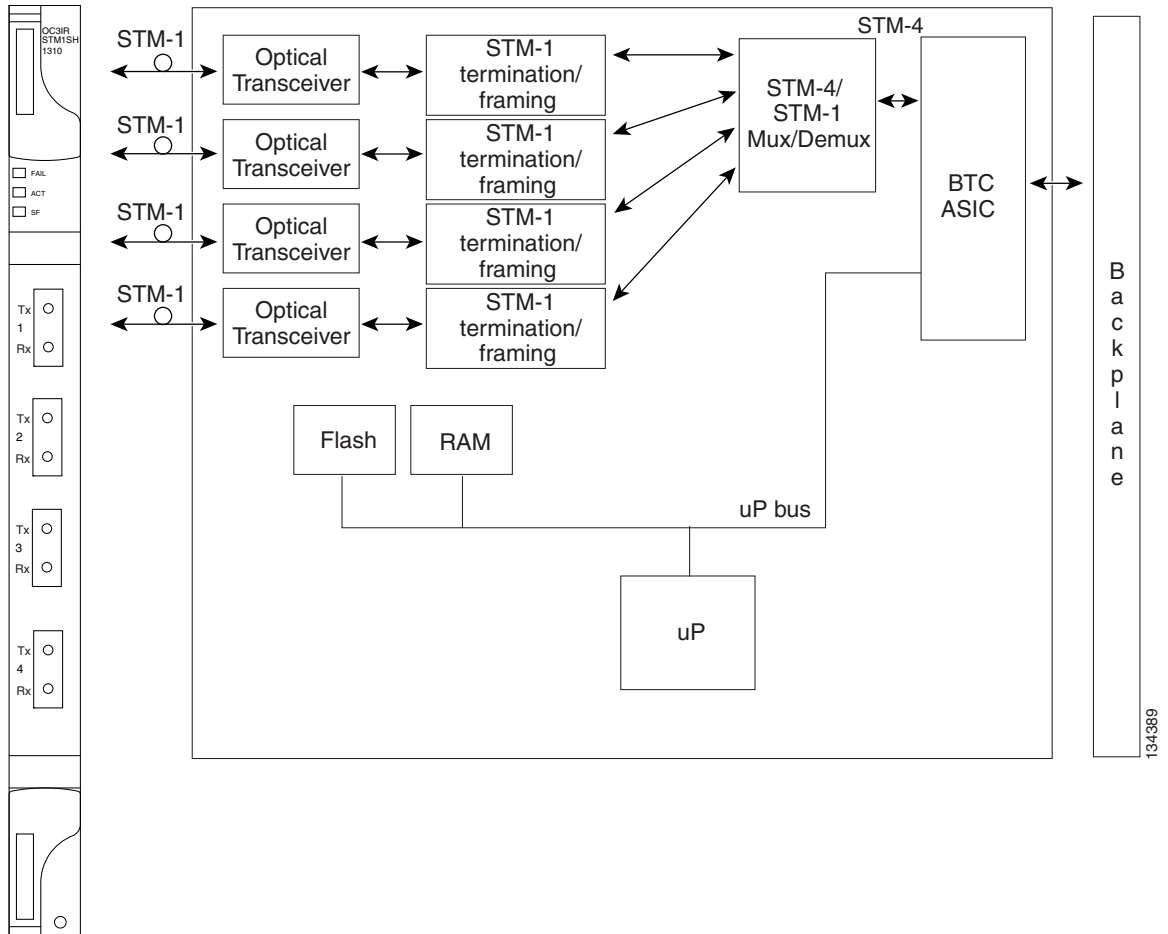 OC3IR
STM1SH
1310
FAIL
ACT
SF
Tx
1
Rx
Tx
2
Rx
Tx
3
Rx
Tx
4
Rx
STM-1
Optical
Transceiver
STM-1
termination/
framing
STM-1
Optical
Transceiver
STM-1
termination/
framing
STM-1
Optical
Transceiver
STM-1
termination/
framing
STM-1
Optical
Transceiver
STM-1
termination/
framing
STM-4/
STM-1
Mux/Demux
STM-4
BTC
ASIC
Flash
RAM
uP bus
uP
Backplane
134389